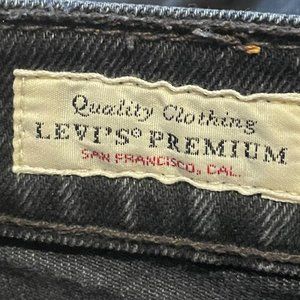 Quality Clothing
LEVI'S® PREMIUM
SAN FRANCISCO, CAL.